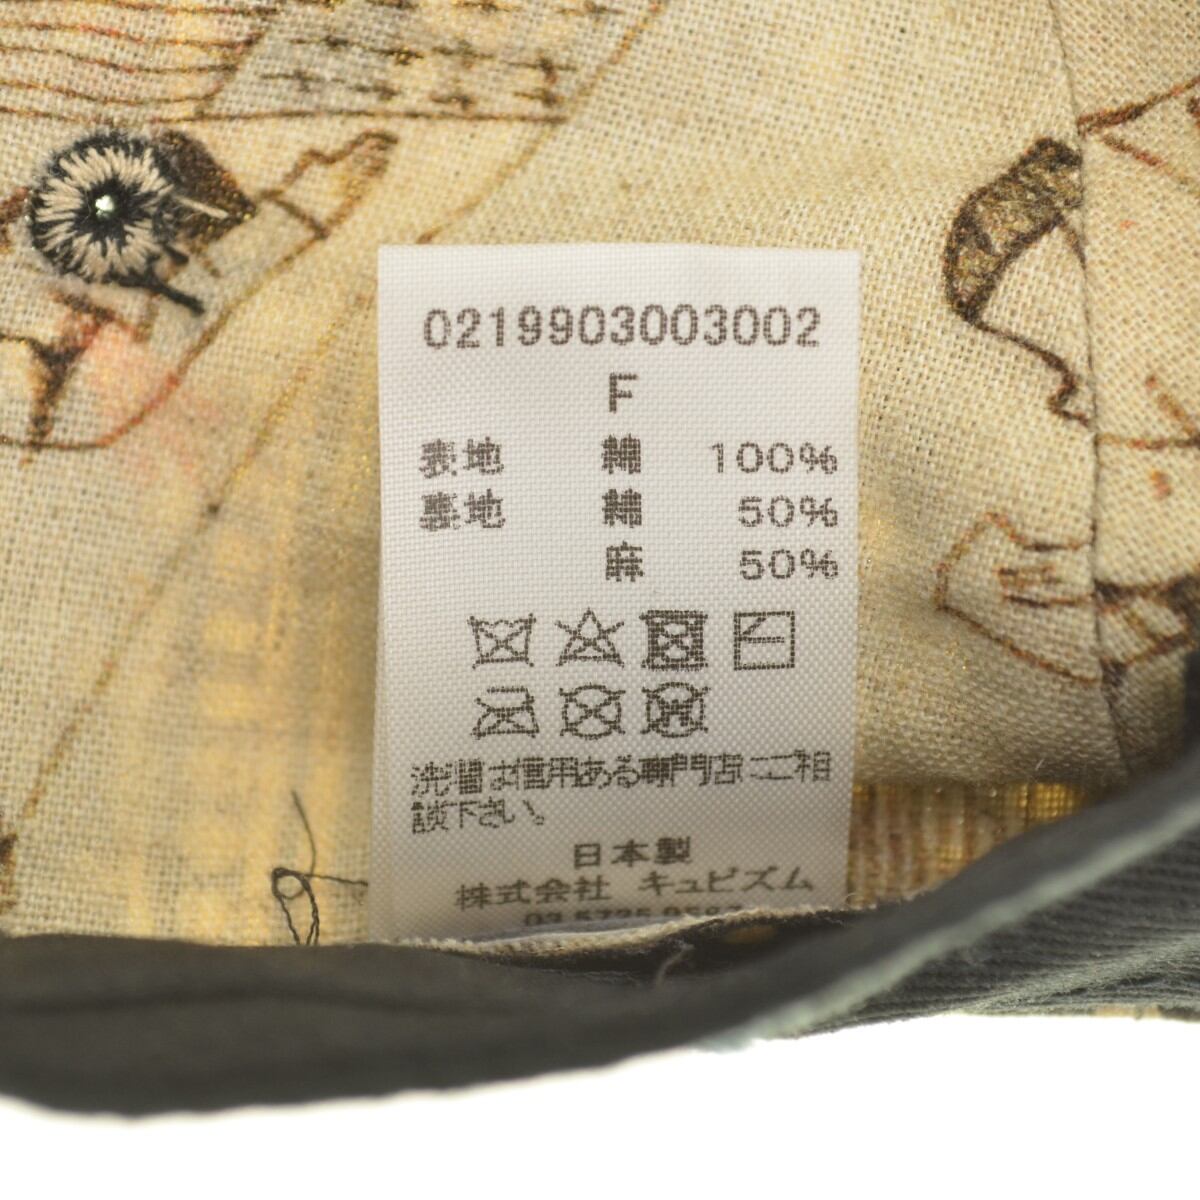 0219903003002
F
表地 綿 100%
裏地 綿 50%
麻 50%
洗濯は信用ある専門店にご相
談下さい。
日本製
株式会社 キュビズム